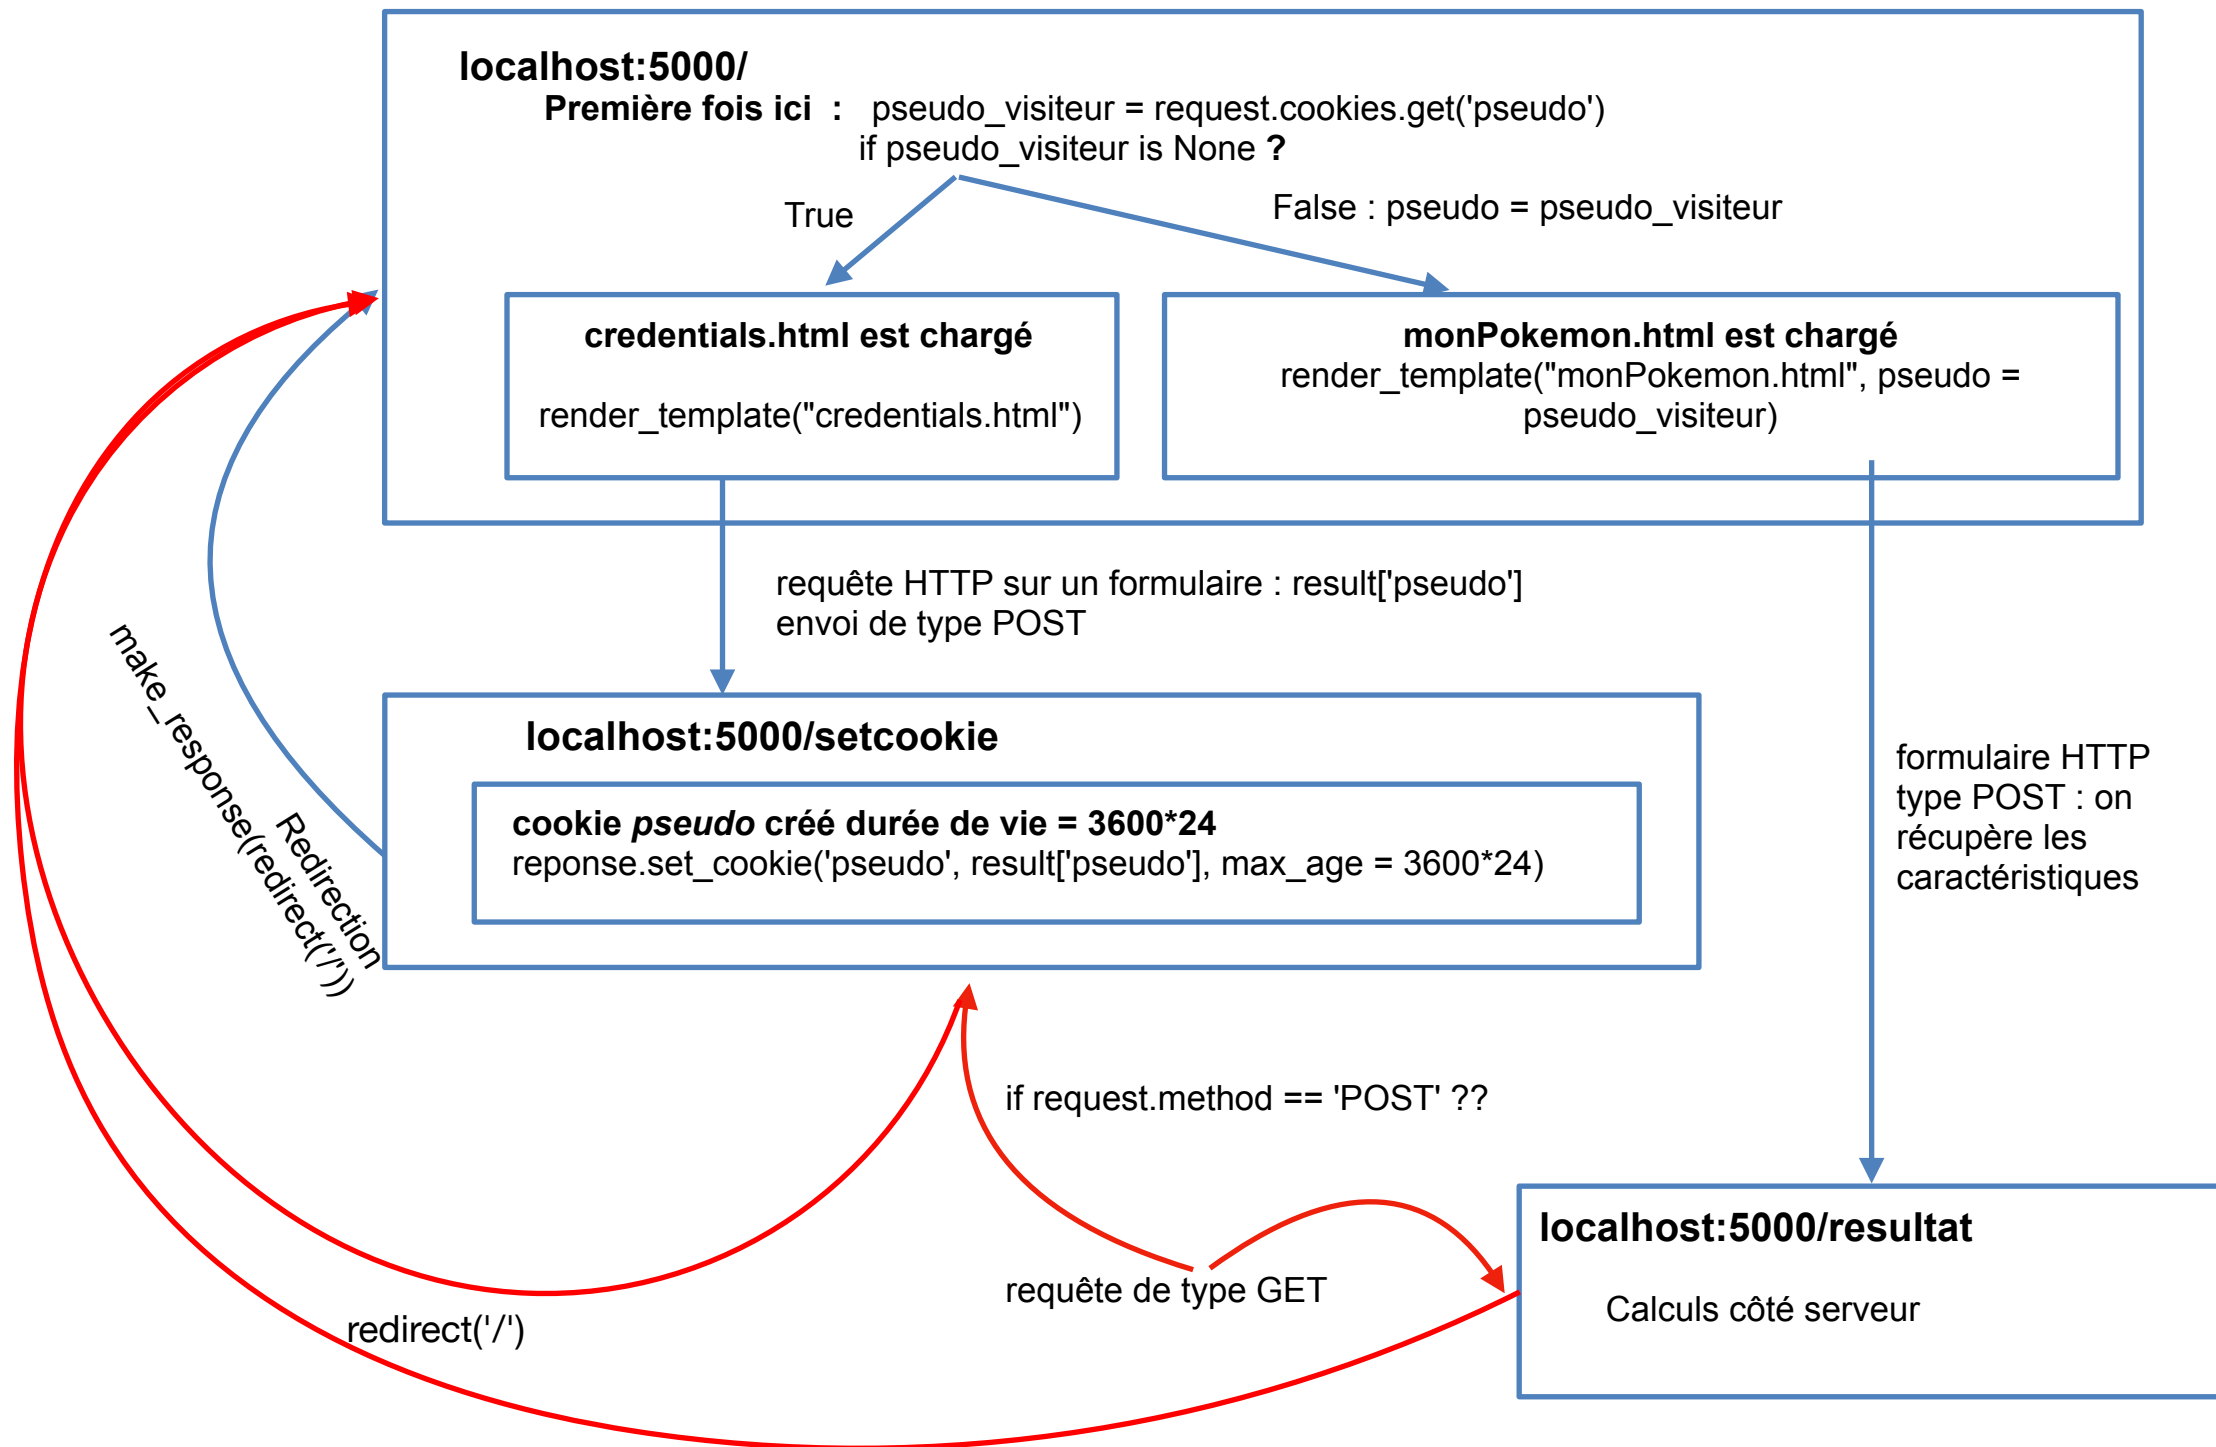 localhost:5000/
Première fois ici : pseudo_visiteur = request.cookies.get('pseudo')
if pseudo_visiteur is None ?
True
False : pseudo = pseudo_visiteur
credentials.html est chargé
render_template("credentials.html")
monPokemon.html est chargé
render_template("monPokemon.html", pseudo =
pseudo_visiteur)
requête HTTP sur un formulaire : result['pseudo']
envoi de type POST
Redirection
make_response(redirect('/'))
localhost:5000/setcookie
cookie pseudo créé durée de vie = 3600*24
reponse.set_cookie('pseudo', result['pseudo'], max_age = 3600*24)
formulaire HTTP
type POST : on
récupère les
caractéristiques
if request.method == 'POST' ??
requête de type GET
redirect('/')
localhost:5000/resultat
Calculs côté serveur